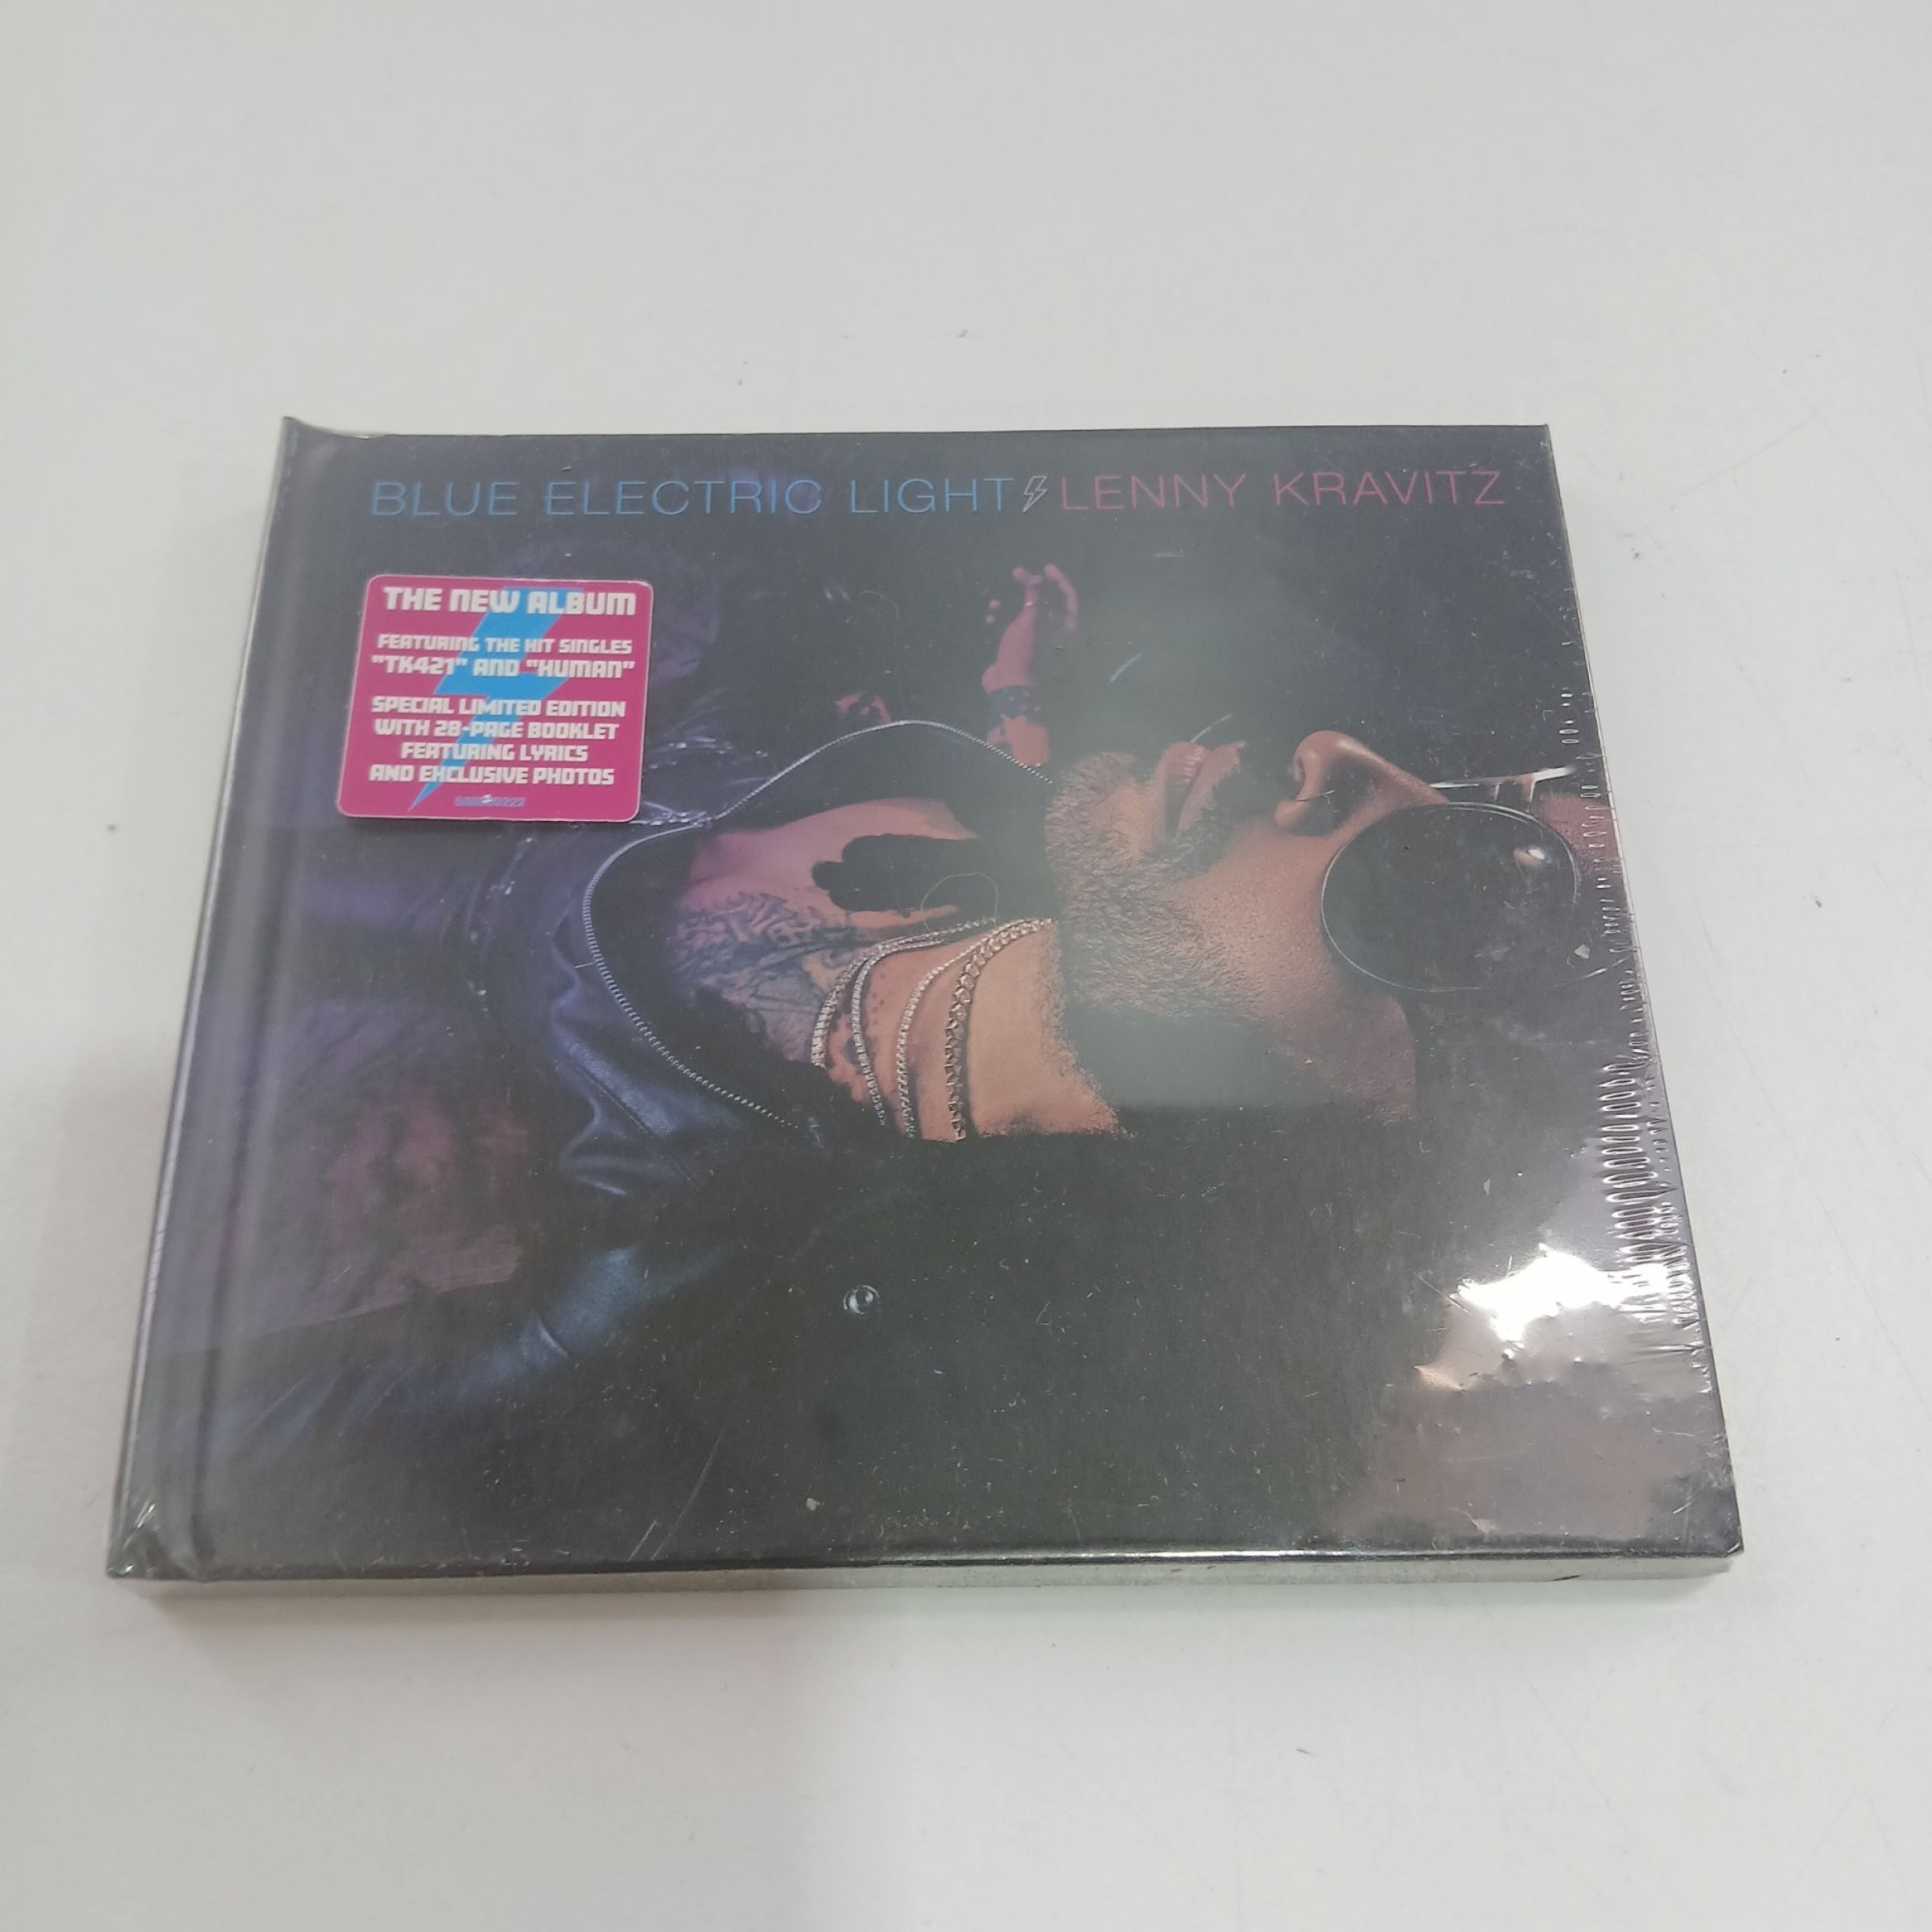 BLUE ELECTRIC LIGHT LENNY KRAVITZ
THE NEW ALBUM
FEATURING THE HIT SINGLES
"TK421" AND "HUMAN"
SPECIAL LIMITED EDITION
WITH 28-PAGE BOOKLET
FEATURING LYRICS
AND EXCLUSIVE PHOTOS